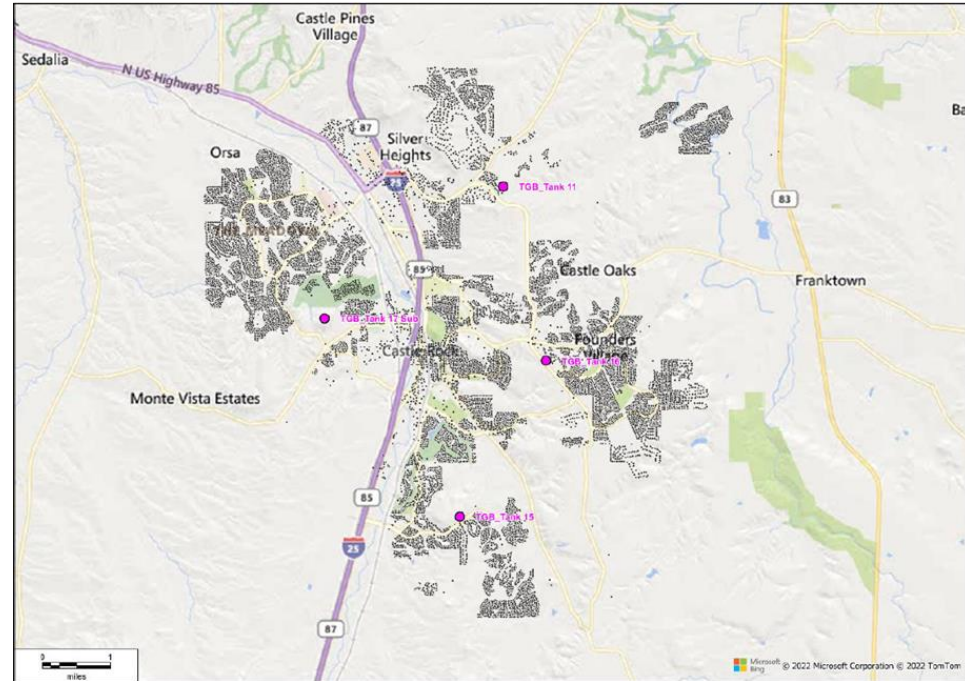 Castle Pines
Village
Sedalia
N US Highway 85
87
Silver
Heights
Orsa
25
TGB_Tank 11
83
85
Castle Oaks
Franktown
TGB_Tank 17 Sub
Founders
Castle Rock
Monte Vista Estates
85
TGB_Tank 15
25
87
0 1
miles
Microsoft
Bing
© 2022 Microsoft Corporation © 2022 TomTom
Ba